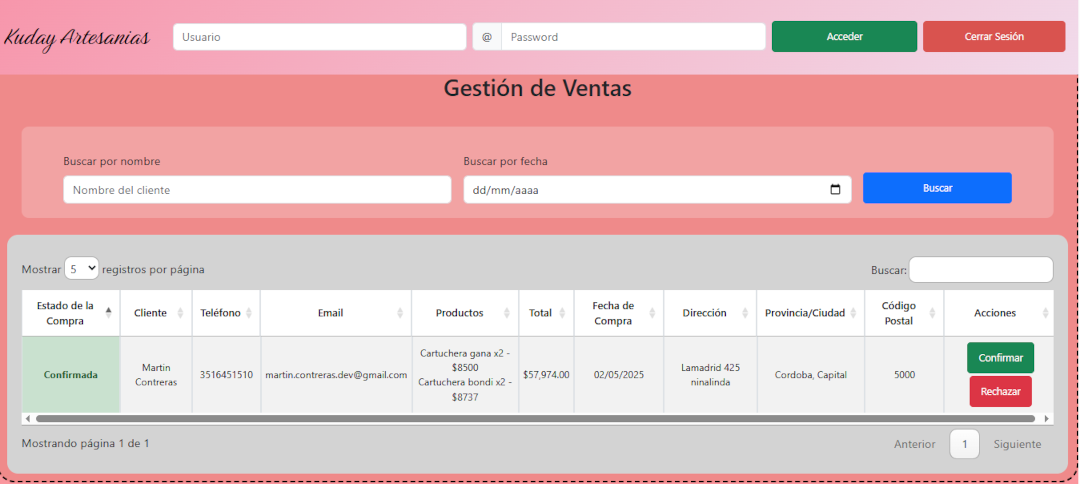 Kuday Artesanias
Usuario
@ Password
Acceder
Cerrar Sesión
Gestión de Ventas
Buscar por nombre
Buscar por fecha
Nombre del cliente
dd/mm/aaaa
Buscar
Mostrar 5 registros por página
Buscar:
Estado de la
Compra
Cliente
Teléfono
Email
Productos
Total
Fecha de
Compra
Dirección
Provincia/Ciudad
Código
Postal
Acciones
Confirmada
Martin
Contreras
3516451510
martin.contreras.dev@gmail.com
Cartuchera gana x2 -
$8500
Cartuchera bondi x2 -
$8737
$57,974.00
02/05/2025
Lamadrid 425
ninalinda
Cordoba, Capital
5000
Confirmar
Rechazar
Mostrando página 1 de 1
Anterior
1
Siguiente